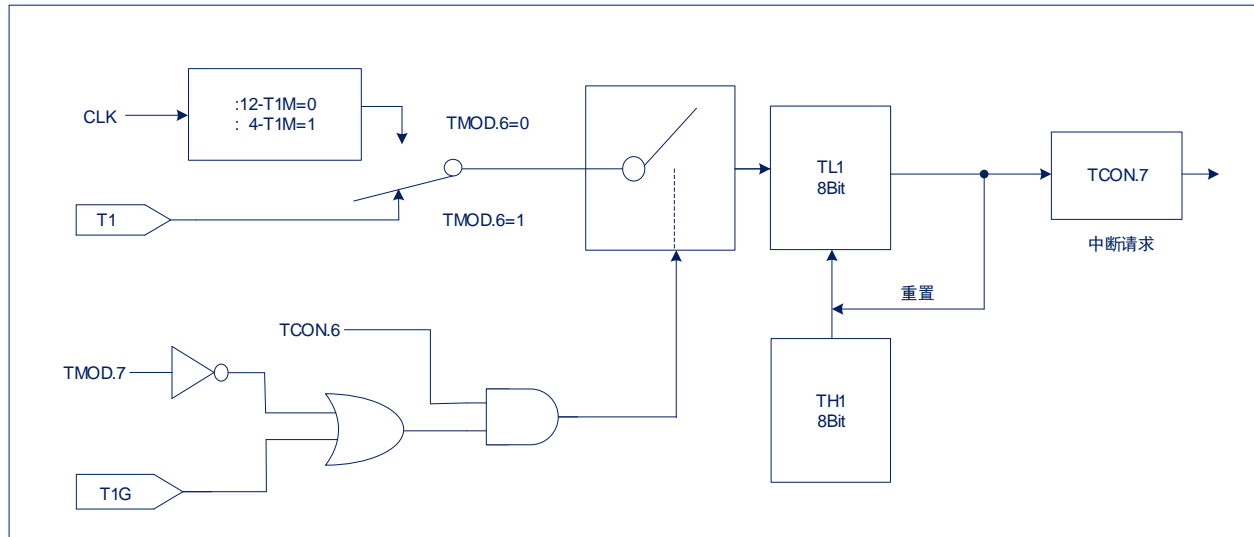 CLK
:12-T1M=0
: 4-T1M=1
TMOD.6=0
T1
TMOD.6=1
TL1
8Bit
TCON.7
中断请求
重置
TCON.6
TMOD.7
TH1
8Bit
T1G